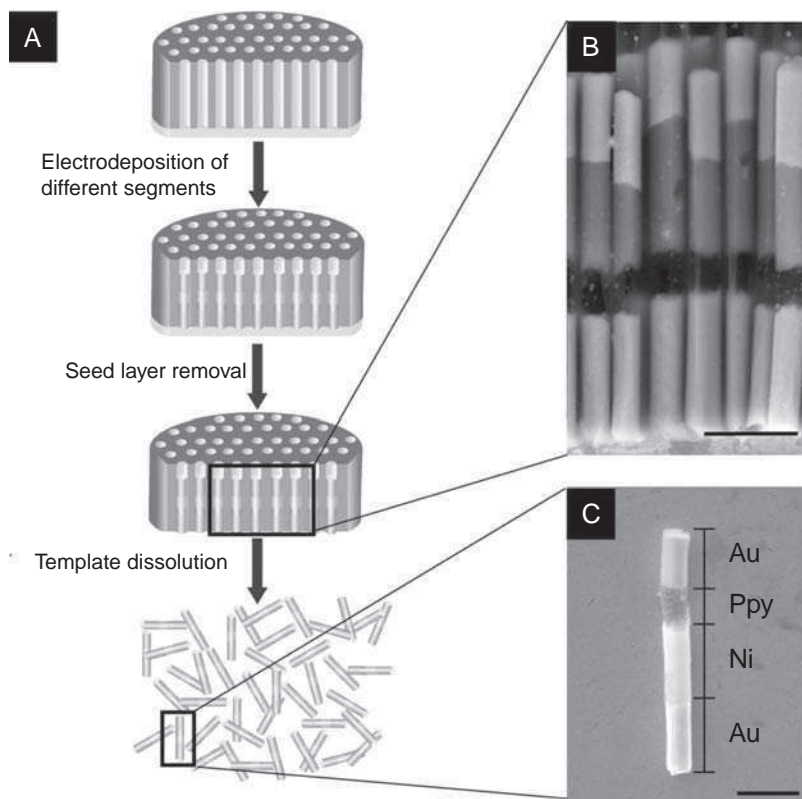 A
Electrodeposition of
different segments
Seed layer removal
Template dissolution
B
C
Au
Ppy
Ni
Au